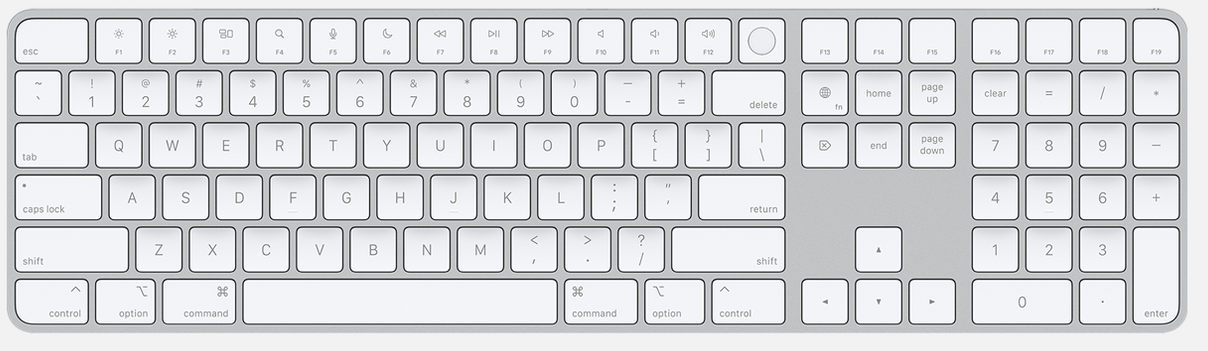 esc F1 F2 F3 F4 F5 F6 F7 F8 F9 F10 F11 F12 F13 F14 F15 F16 F17 F18 F19
~ ! @ # $ % ^ & * ( ) — +
` 1 2 3 4 5 6 7 8 9 0 - = delete fn home page up clear = / *
tab Q W E R T Y U I O P { [ } ] | \ end page down 7 8 9 —
caps lock A S D F G H J K L : ; " ' return 4 5 6 +
shift Z X C V B N M < , > . ? / shift 1 2 3
^ control ⌥ option ⌘ command ⌘ command ⌥ option ^ control 0 . enter